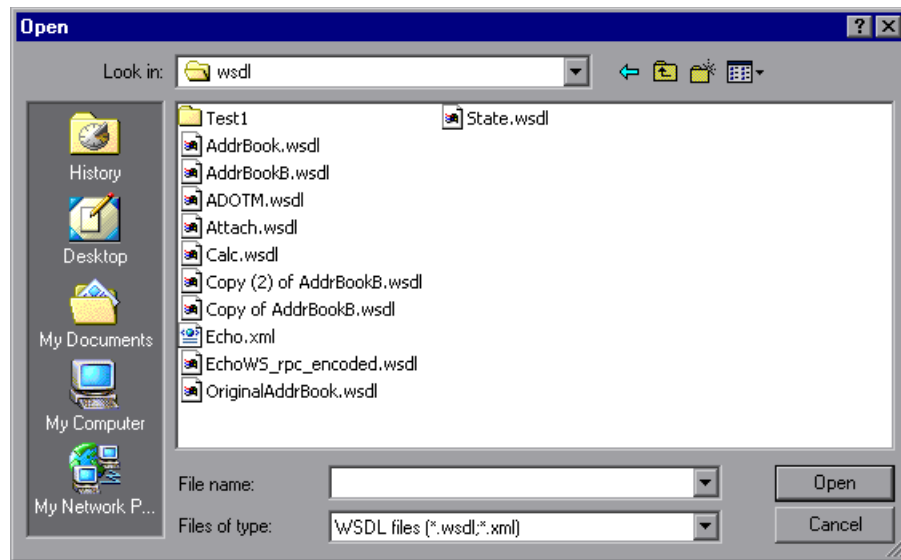 Open
Look in: wsdl
History
Desktop
My Documents
My Computer
My Network P...
Test1
AddrBook.wsdl
AddrBookB.wsdl
ADOTM.wsdl
Attach.wsdl
Calc.wsdl
Copy (2) of AddrBookB.wsdl
Copy of AddrBookB.wsdl
Echo.xml
EchoWS_rpc_encoded.wsdl
OriginalAddrBook.wsdl
State.wsdl
File name:
Open
Files of type: WSDL files (*.wsdl;*.xml)
Cancel